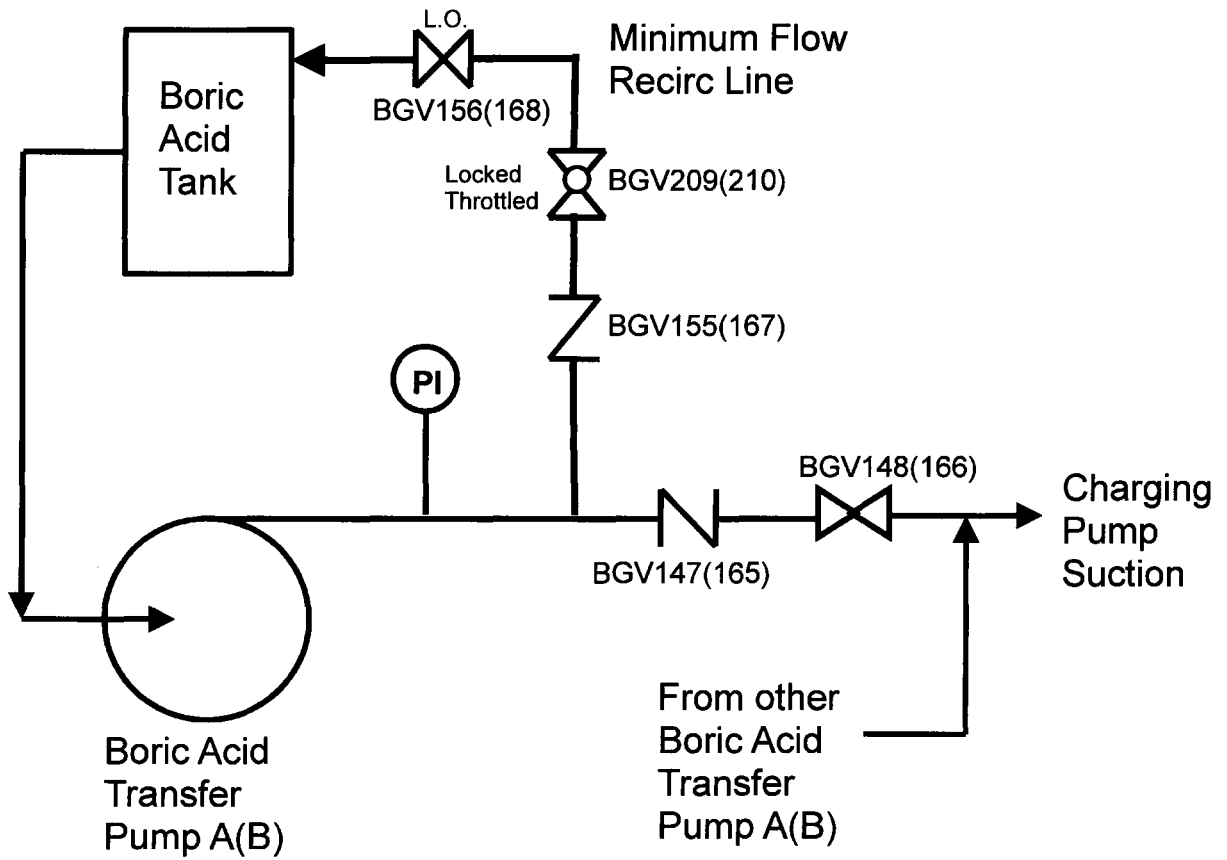 L.O.
Minimum Flow
Recirc Line
BGV156(168)
Boric
Acid
Tank
Locked
Throttled
BGV209(210)
BGV155(167)
PI
BGV148(166)
Charging
Pump
Suction
BGV147(165)
From other
Boric Acid
Transfer
Pump A(B)
Boric Acid
Transfer
Pump A(B)